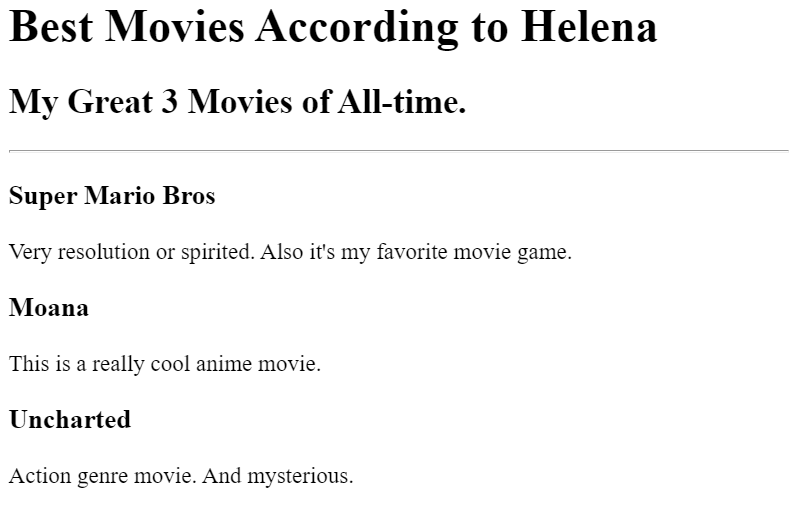 Best Movies According to Helena
My Great 3 Movies of All-time.
Super Mario Bros
Very resolution or spirited. Also it's my favorite movie game.
Moana
This is a really cool anime movie.
Uncharted
Action genre movie. And mysterious.